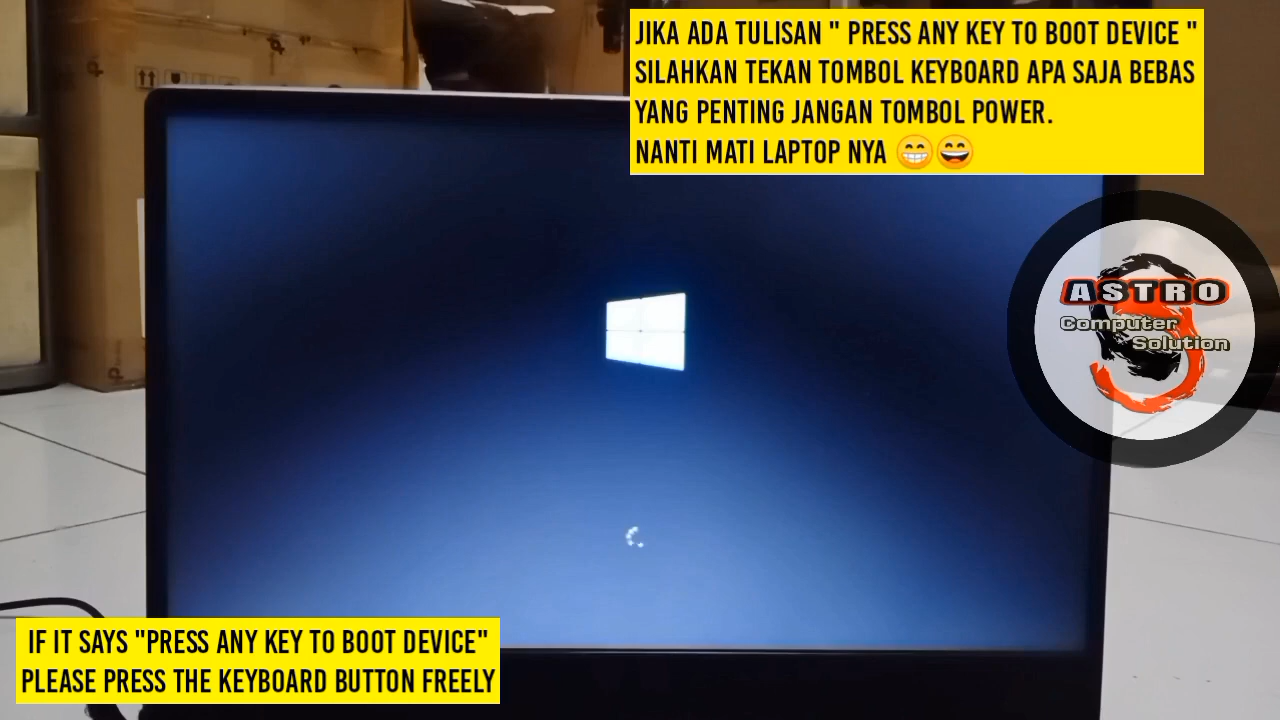 JIKA ADA TULISAN " PRESS ANY KEY TO BOOT DEVICE "
SILAHKAN TEKAN TOMBOL KEYBOARD APA SAJA BEBAS
YANG PENTING JANGAN TOMBOL POWER.
NANTI MATI LAPTOP NYA 😁😄
ASTRO
Computer
Solution
IF IT SAYS "PRESS ANY KEY TO BOOT DEVICE"
PLEASE PRESS THE KEYBOARD BUTTON FREELY